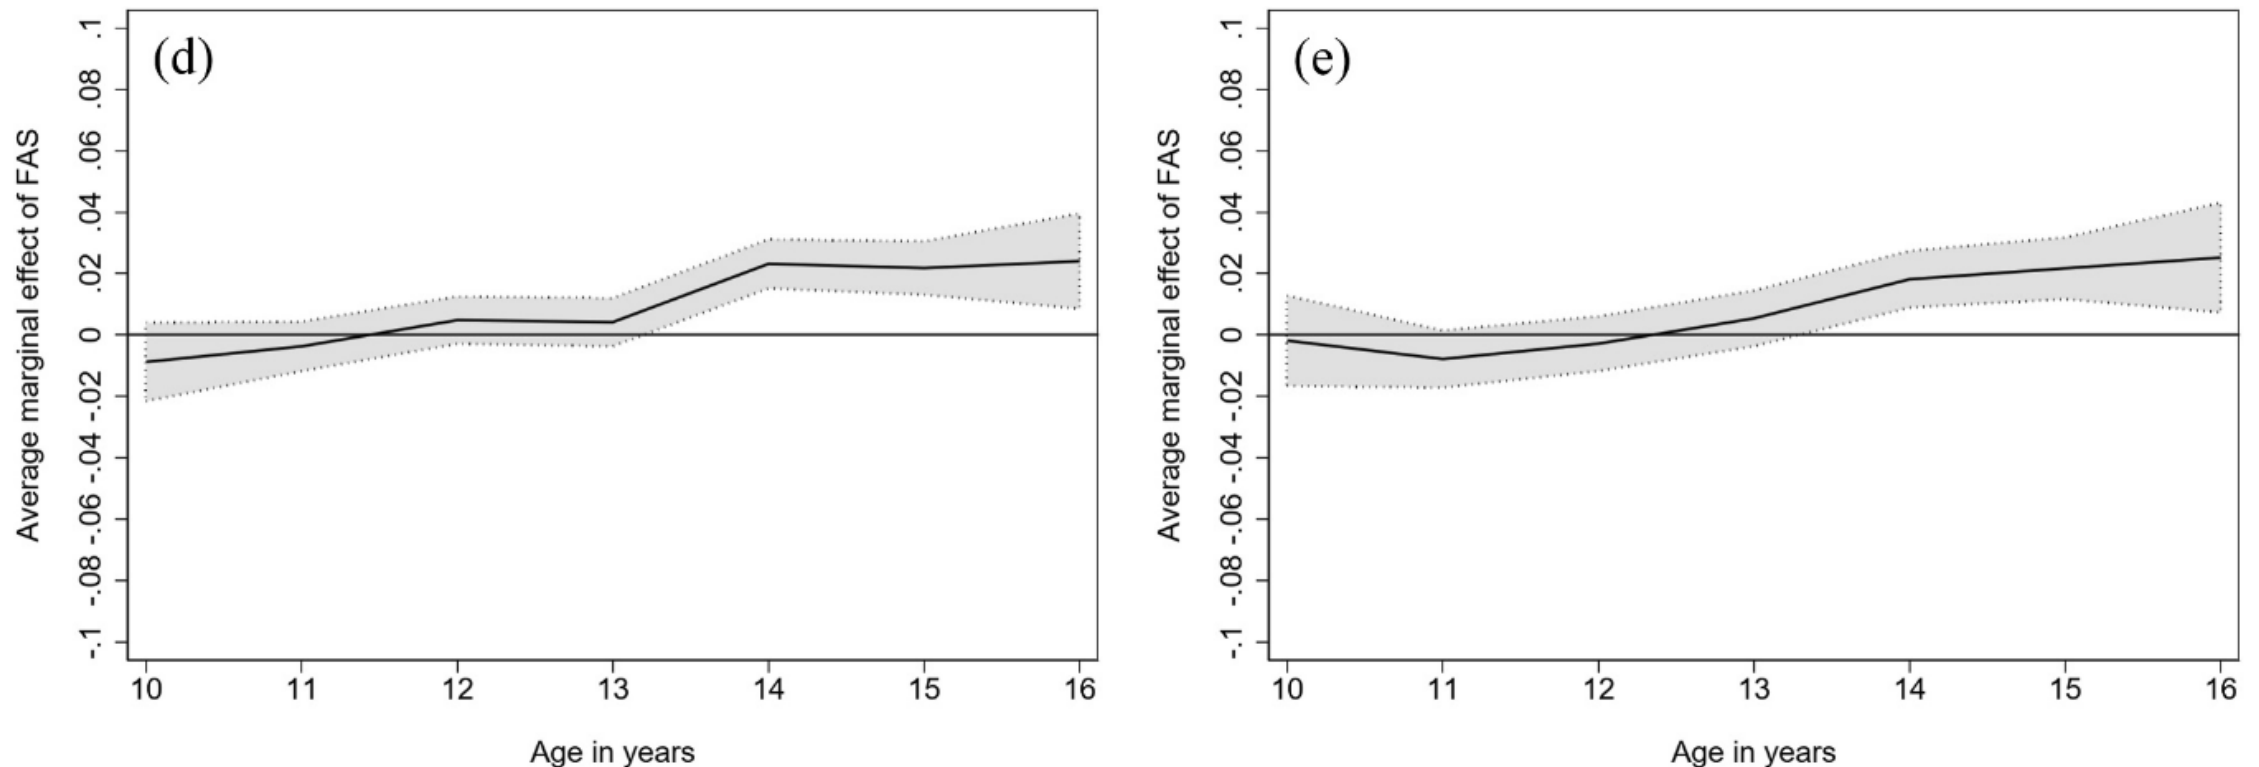 (d)
Average marginal effect of FAS
.1
.08
.06
.04
.02
0
-.02
-.04
-.06
-.08
-.1
10 11 12 13 14 15 16
Age in years
(e)
Average marginal effect of FAS
.1
.08
.06
.04
.02
0
-.02
-.04
-.06
-.08
-.1
10 11 12 13 14 15 16
Age in years